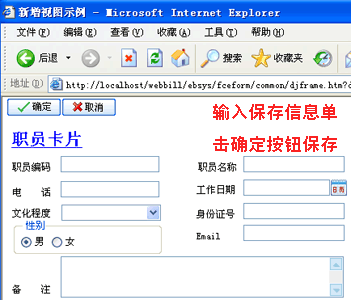 新增视图示例 - Microsoft Internet Explorer
文件(F) 编辑(E) 查看(V) 收藏(A) 工具(T) 帮助(H)
后退 搜索 收藏夹
地址(D) http://localhost/webbill/ebsys/fceform/common/djframe.htm?d
确定 取消
输入保存信息单
击确定按钮保存
职员卡片
职员编码 职员名称
电 话 工作日期
文化程度 身份证号
性别
男 女 Email
备 注